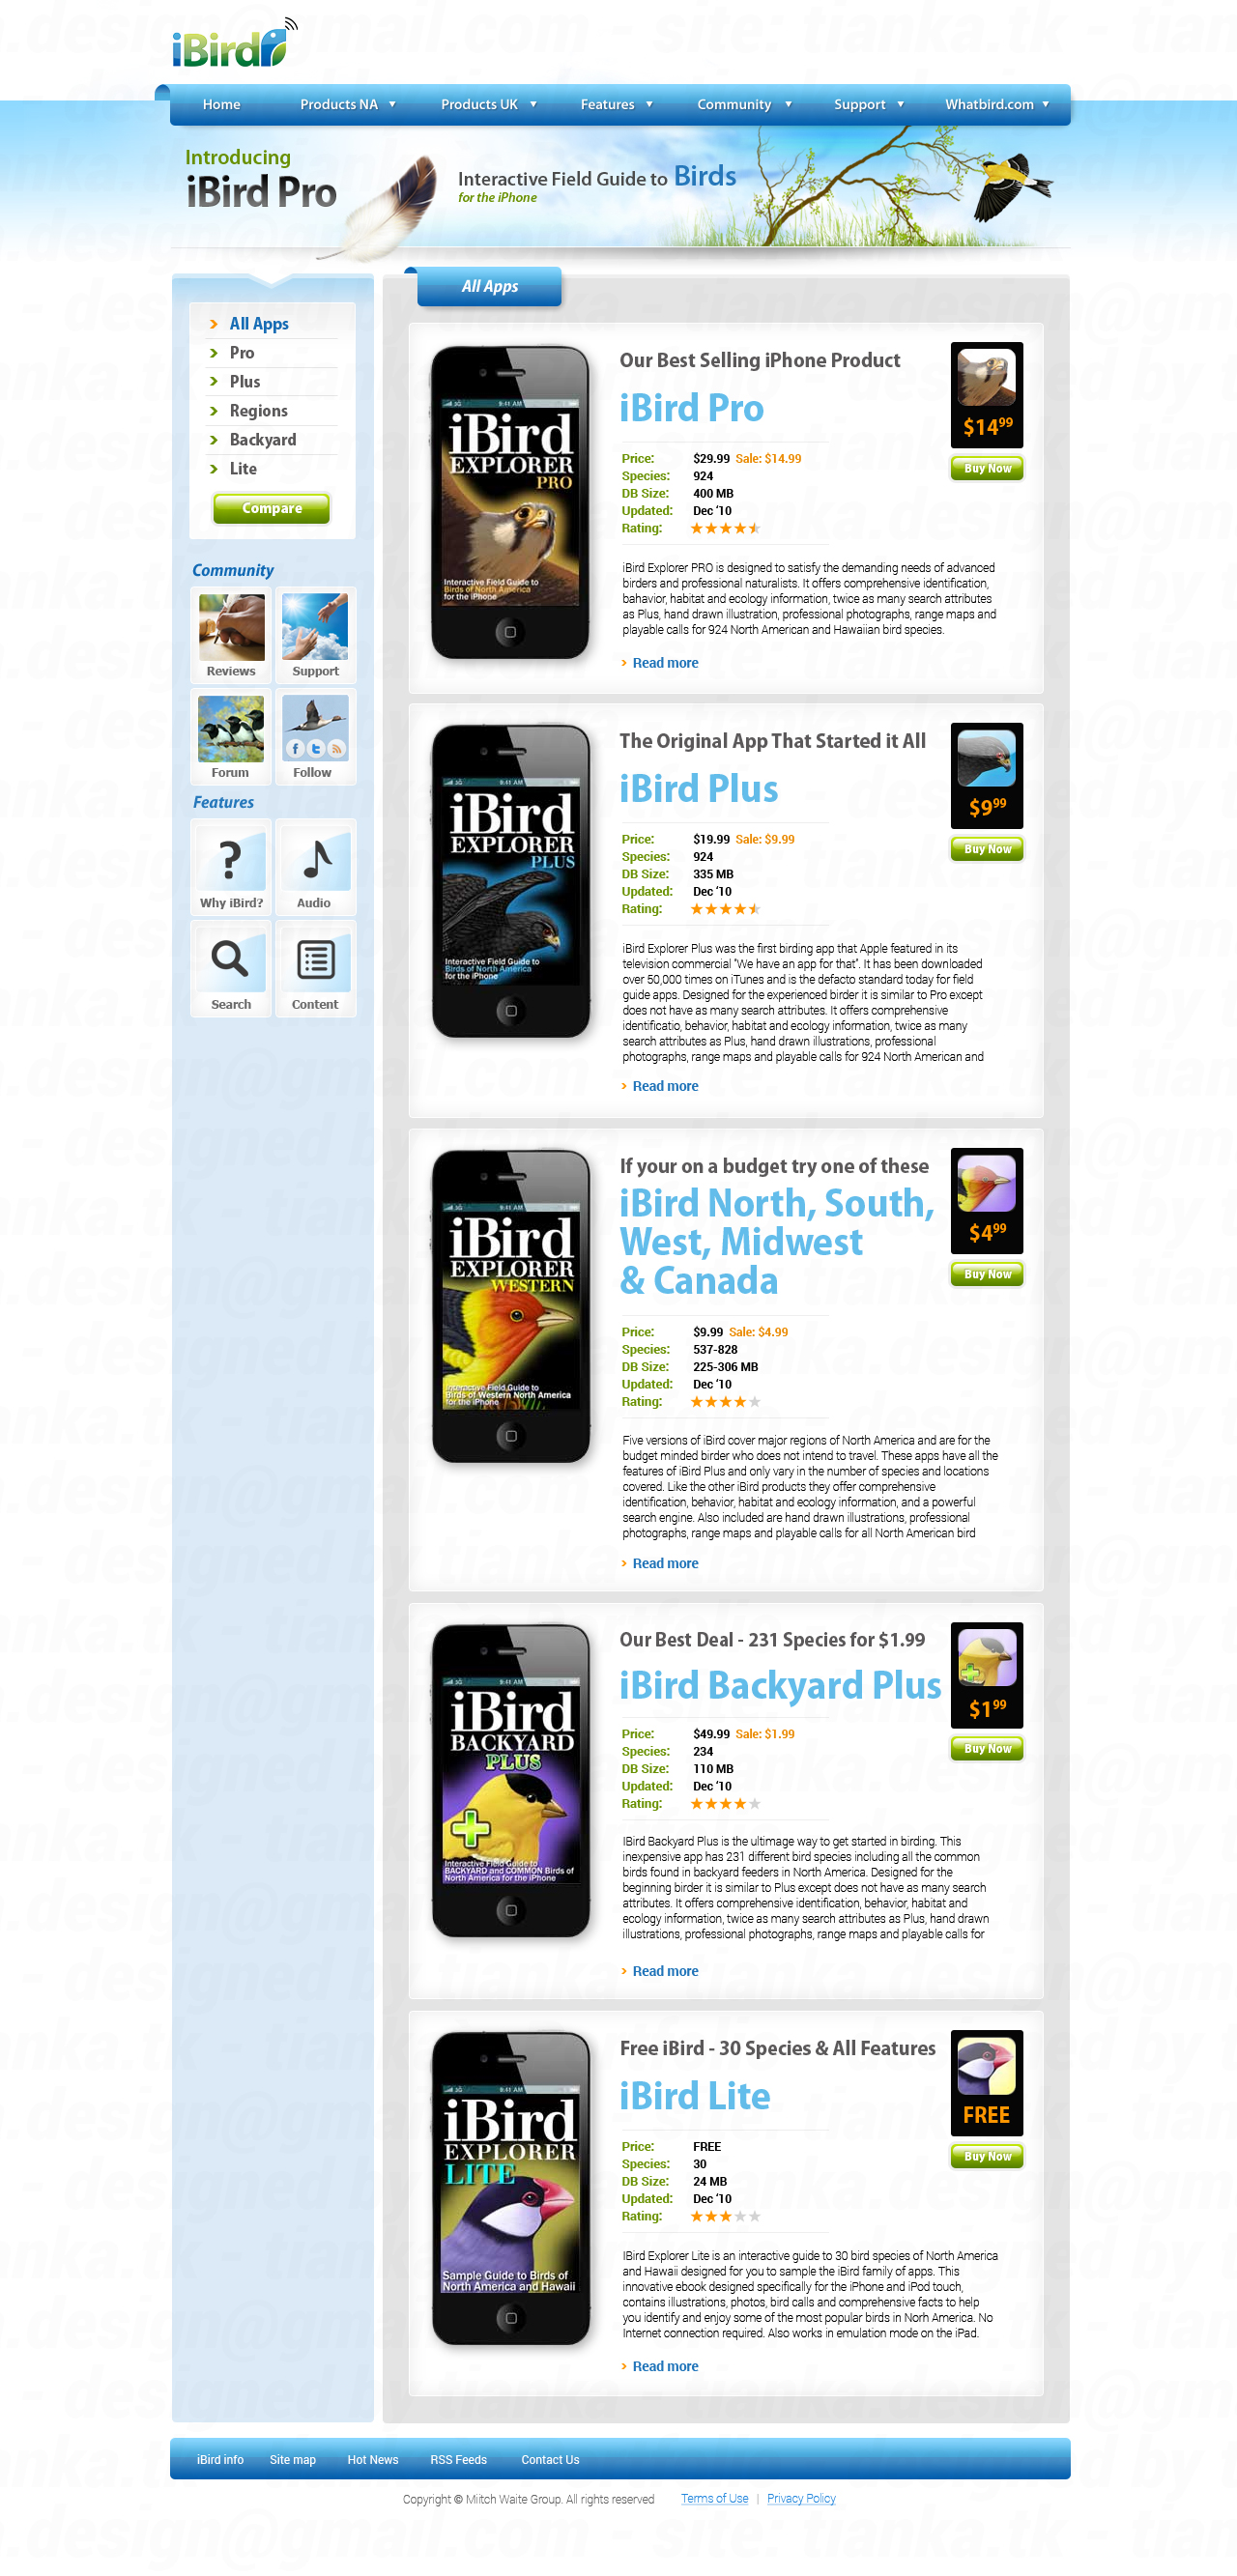 iBird
Home Products NA Products UK Features Community Support Whatbird.com
Introducing
iBird Pro
Interactive Field Guide to Birds
for the iPhone
All Apps
Pro
Plus
Regions
Backyard
Lite
Compare
Community
Reviews Support
Forum Follow
Features
Why iBird? Audio
Search Content
All Apps
iBird
EXPLORER
PRO
Interactive Field Guide to
Birds of North America
for the iPhone
Our Best Selling iPhone Product
iBird Pro
$14.99
Buy Now
Price: $29.99 Sale: $14.99
Species: 924
DB Size: 400 MB
Updated: Dec ‘10
Rating:
iBird Explorer PRO is designed to satisfy the demanding needs of advanced
birders and professional naturalists. It offers comprehensive identification,
bahavior, habitat and ecology information, twice as many search attributes
as Plus, hand drawn illustration, professional photographs, range maps and
playable calls for 924 North American and Hawaiian bird species.
Read more
iBird
EXPLORER
PLUS
Interactive Field Guide to
Birds of North America
for the iPhone
The Original App That Started it All
iBird Plus
$9.99
Buy Now
Price: $19.99 Sale: $9.99
Species: 924
DB Size: 335 MB
Updated: Dec ‘10
Rating:
iBird Explorer Plus was the first birding app that Apple featured in its
television commercial "We have an app for that". It has been downloaded
over 50,000 times on iTunes and is the defacto standard today for field
guide apps. Designed for the experienced birder it is similar to Pro except
does not have as many search attributes. It offers comprehensive
identificatio, behavior, habitat and ecology information, twice as many
search attributes as Plus, hand drawn illustrations, professional
photographs, range maps and playable calls for 924 North American and
Read more
iBird
EXPLORER
WESTERN
Interactive Field Guide to
Birds of Western North America
for the iPhone
If your on a budget try one of these
iBird North, South,
West, Midwest
& Canada
$4.99
Buy Now
Price: $9.99 Sale: $4.99
Species: 537-828
DB Size: 225-306 MB
Updated: Dec ‘10
Rating:
Five versions of iBird cover major regions of North America and are for the
budget minded birder who does not intend to travel. These apps have all the
features of iBird Plus and only vary in the number of species and locations
covered. Like the other iBird products they offer comprehensive
identification, behavior, habitat and ecology information, and a powerful
search engine. Also included are hand drawn illustrations, professional
photographs, range maps and playable calls for all North American bird
Read more
iBird
BACKYARD
PLUS
Interactive Field Guide to
BACKYARD and COMMON Birds of
North America for the iPhone
Our Best Deal - 231 Species for $1.99
iBird Backyard Plus
$1.99
Buy Now
Price: $49.99 Sale: $1.99
Species: 234
DB Size: 110 MB
Updated: Dec ‘10
Rating:
IBird Backyard Plus is the ultimage way to get started in birding. This
inexpensive app has 231 different bird species including all the common
birds found in backyard feeders in North America. Designed for the
beginning birder it is similar to Plus except does not have as many search
attributes. It offers comprehensive identification, behavior, habitat and
ecology information, twice as many search attributes as Plus, hand drawn
illustrations, professional photographs, range maps and playable calls for
Read more
iBird
EXPLORER
LITE
Sample Guide to Birds of
North America and Hawaii
Free iBird - 30 Species & All Features
iBird Lite
FREE
Buy Now
Price: FREE
Species: 30
DB Size: 24 MB
Updated: Dec ‘10
Rating:
IBird Explorer Lite is an interactive guide to 30 bird species of North America
and Hawaii designed for you to sample the iBird family of apps. This
innovative ebook designed specifically for the iPhone and iPod touch,
contains illustrations, photos, bird calls and comprehensive facts to help
you identify and enjoy some of the most popular birds in Norh America. No
Internet connection required. Also works in emulation mode on the iPad.
Read more
iBird info Site map Hot News RSS Feeds Contact Us
Copyright © Miitch Waite Group. All rights reserved Terms of Use | Privacy Policy